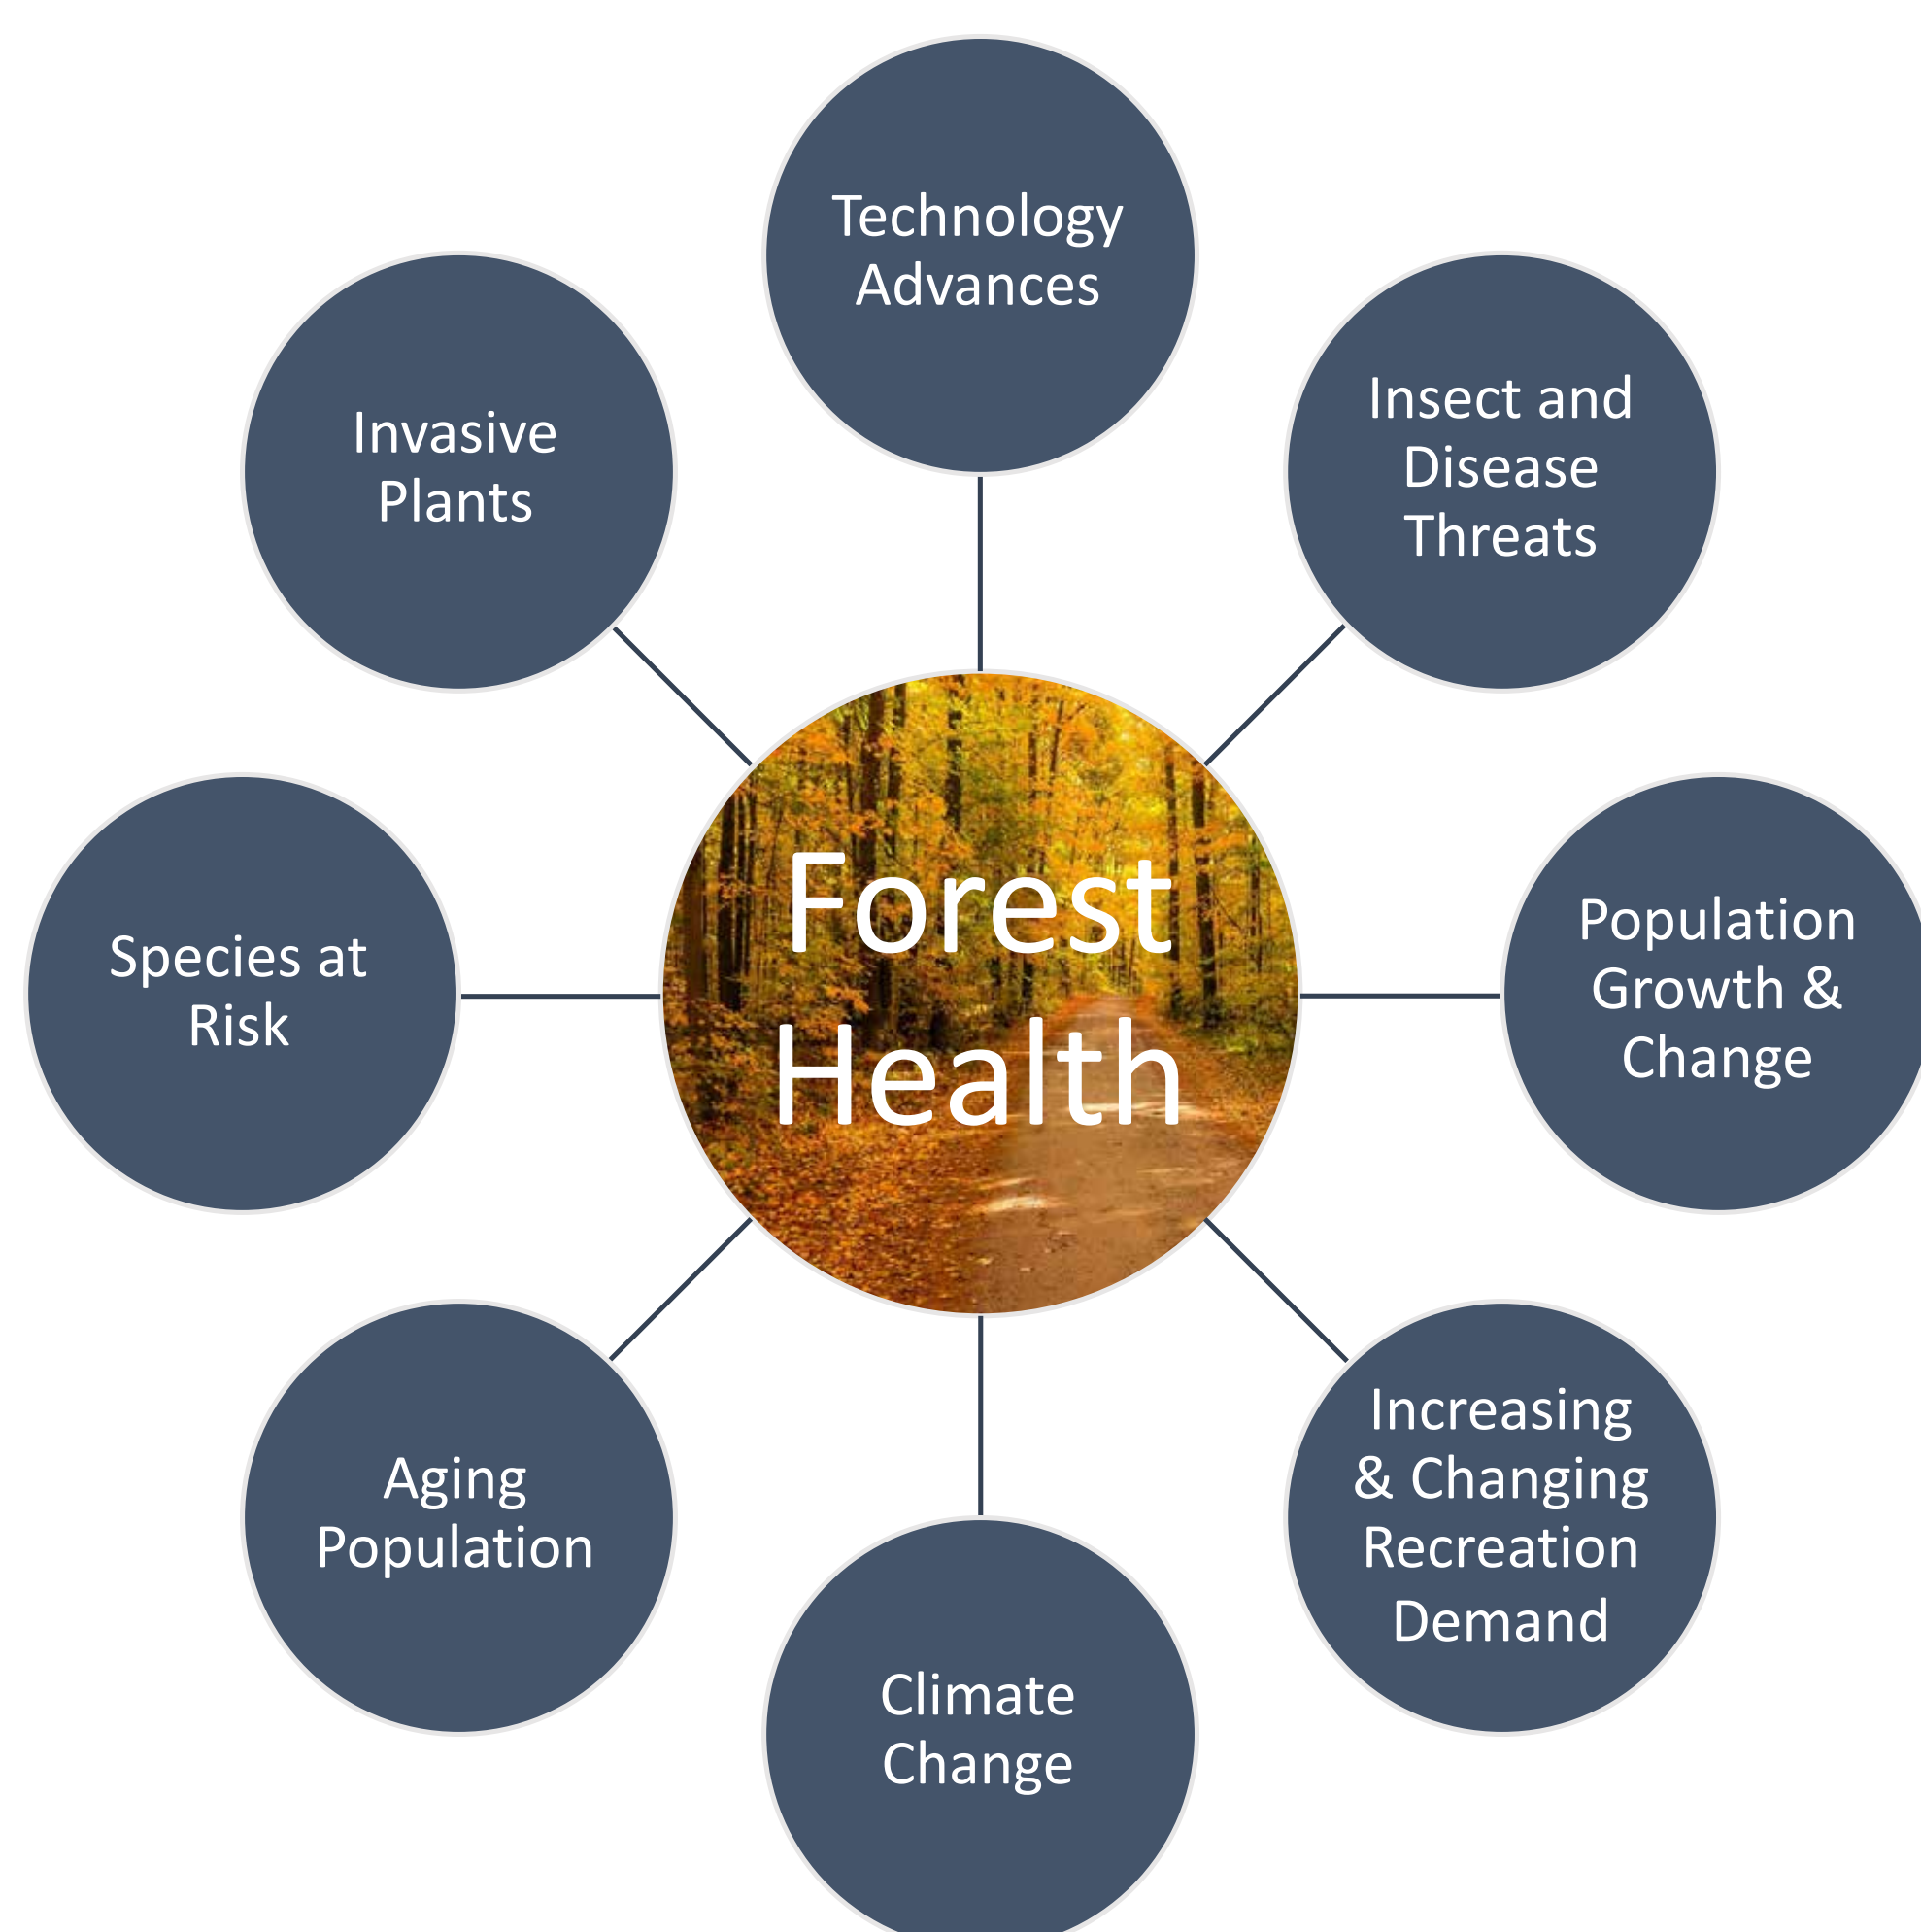 Technology
Advances
Insect and
Disease
Threats
Population
Growth &
Change
Increasing
& Changing
Recreation
Demand
Climate
Change
Aging
Population
Species at
Risk
Invasive
Plants
Forest
Health